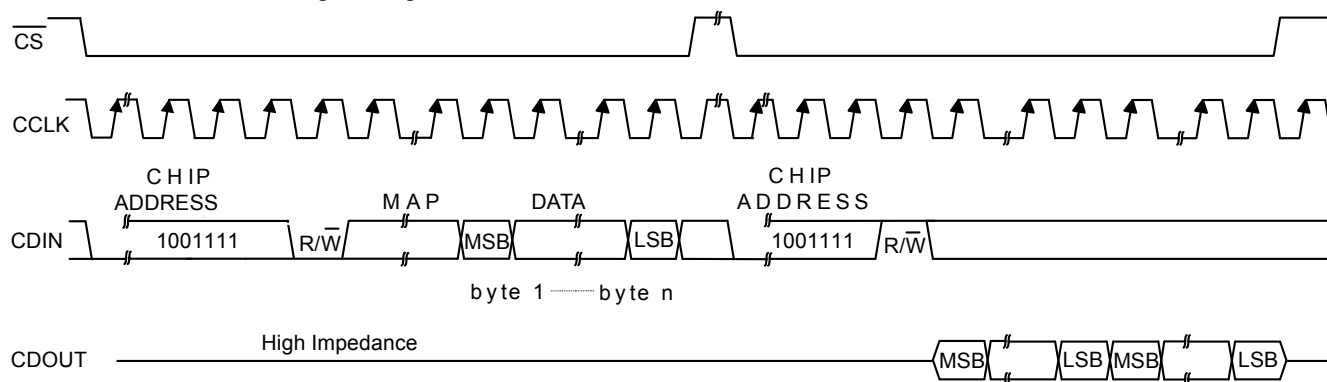 CS
CCLK
CHIP ADDRESS
MAP
DATA
CHIP ADDRESS
CDIN
1001111
R/W
MSB
LSB
1001111
R/W
byte 1 byte n
High Impedance
CDOUT
MSB
LSB
MSB
LSB